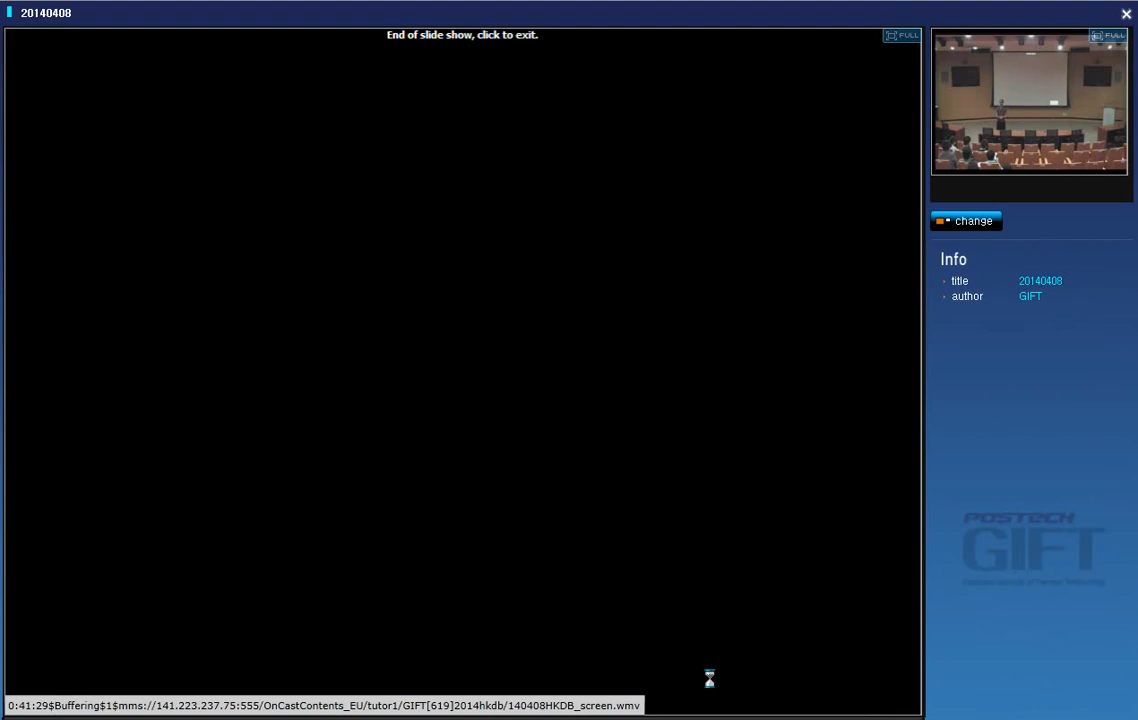 20140408
End of slide show, click to exit.
FULL
FULL
change
Info
title 20140408
author GIFT
POSTECH
GIFT
0:41:29$Buffering$1$mms://141.223.237.75:555/OnCastContents_EU/tutor1/GIFT[619]2014hkdb/140408HKDB_screen.wmv